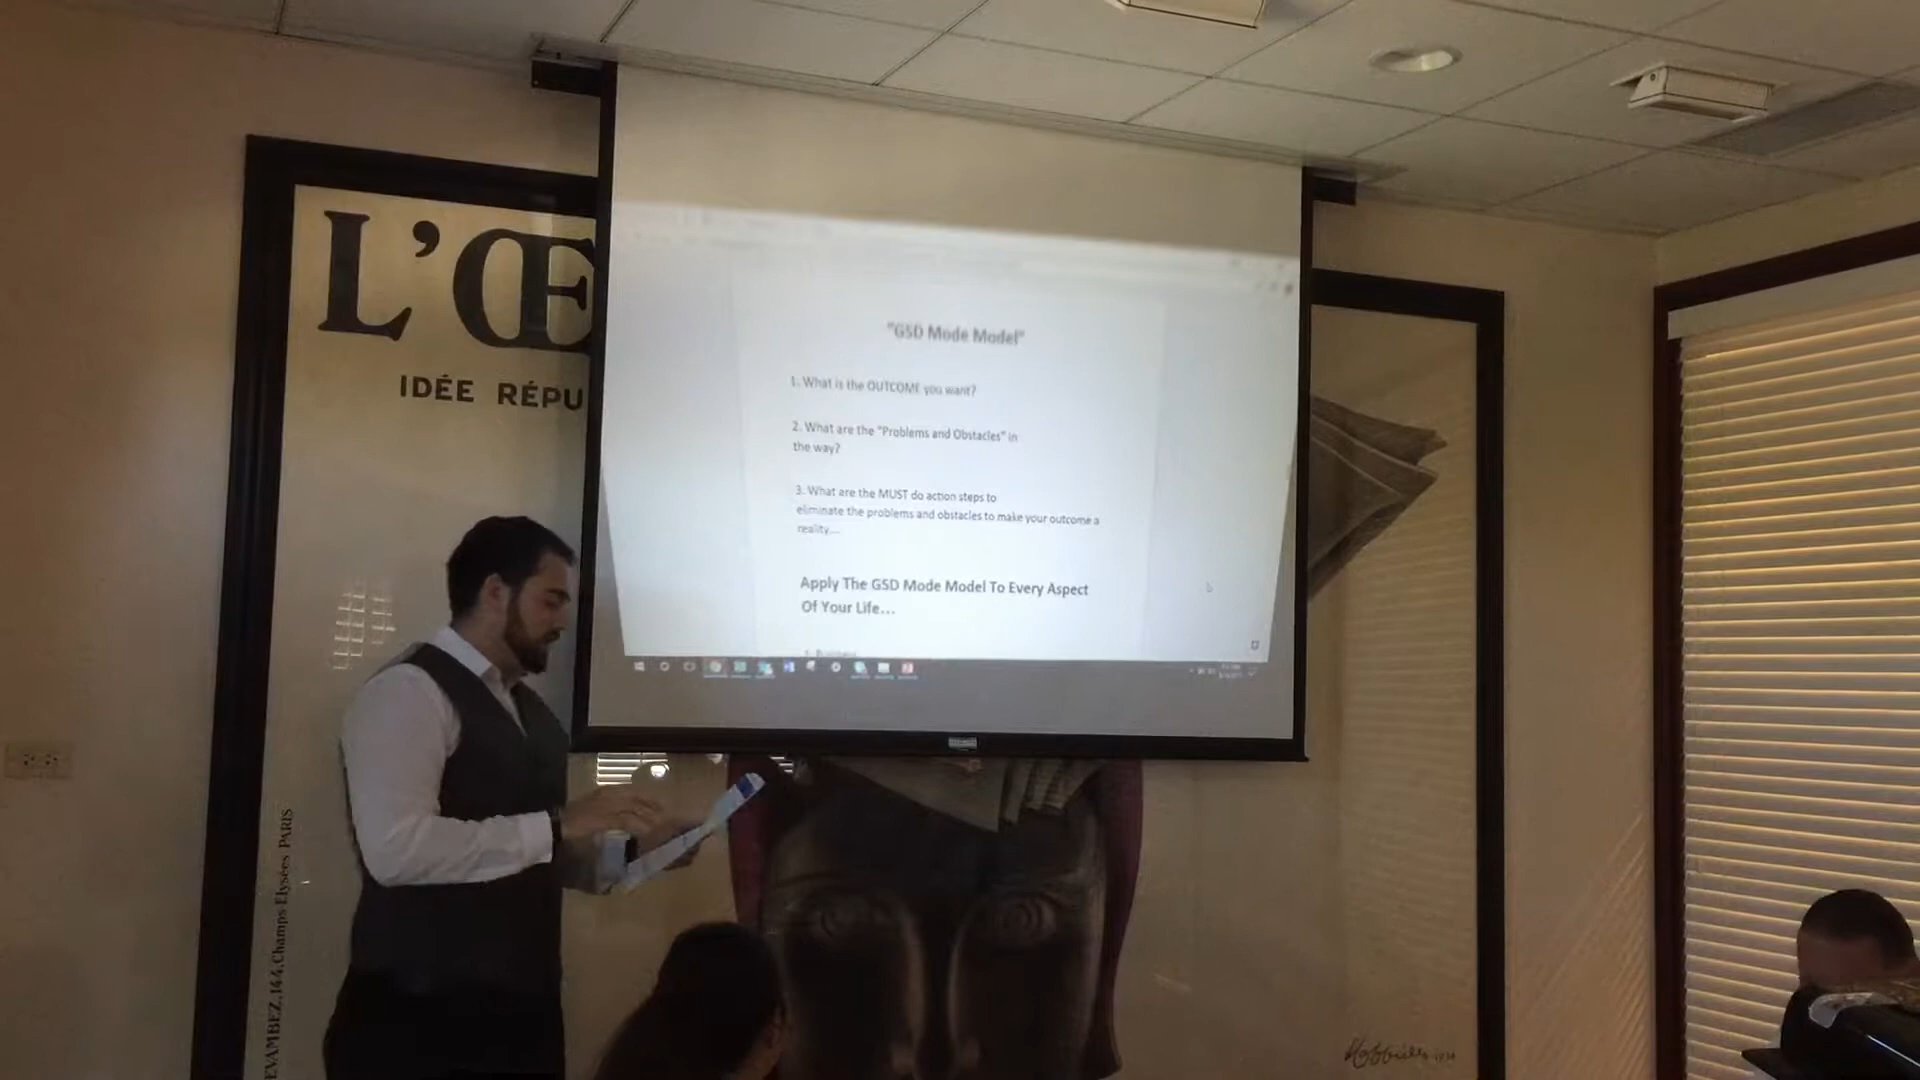 L'Œ
IDÉE RÉPU
"GSD Mode Model"
1. What is the OUTCOME you want?
2. What are the "Problems and Obstacles" in
the way?
3. What are the MUST do action steps to
eliminate the problems and obstacles to make your outcome a
reality...
Apply The GSD Mode Model To Every Aspect
Of Your Life...
EVAMBEZ,144,Champs-Elysées PARIS